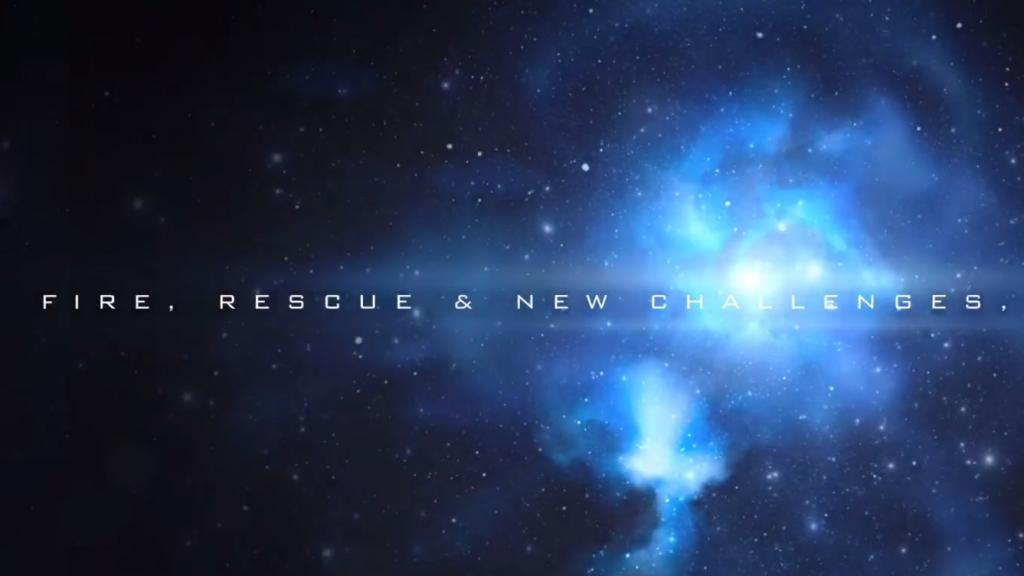 FIRE, RESCUE & NEW CHALLENGES,